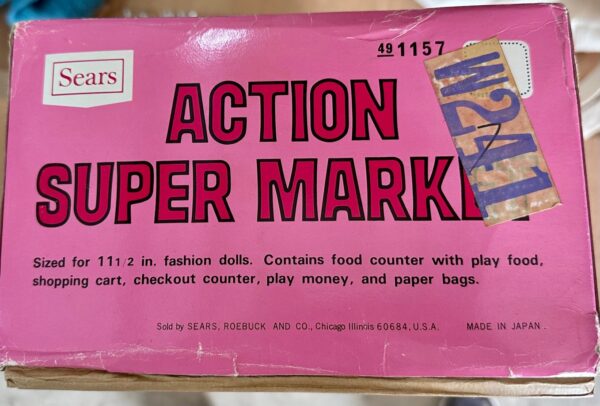 Sears
49 1157
W241
ACTION
SUPER MARKE
Sized for 11 1/2 in. fashion dolls. Contains food counter with play food,
shopping cart, checkout counter, play money, and paper bags.
Sold by SEARS, ROEBUCK AND CO., Chicago Illinois 60684, U.S.A. MADE IN JAPAN.